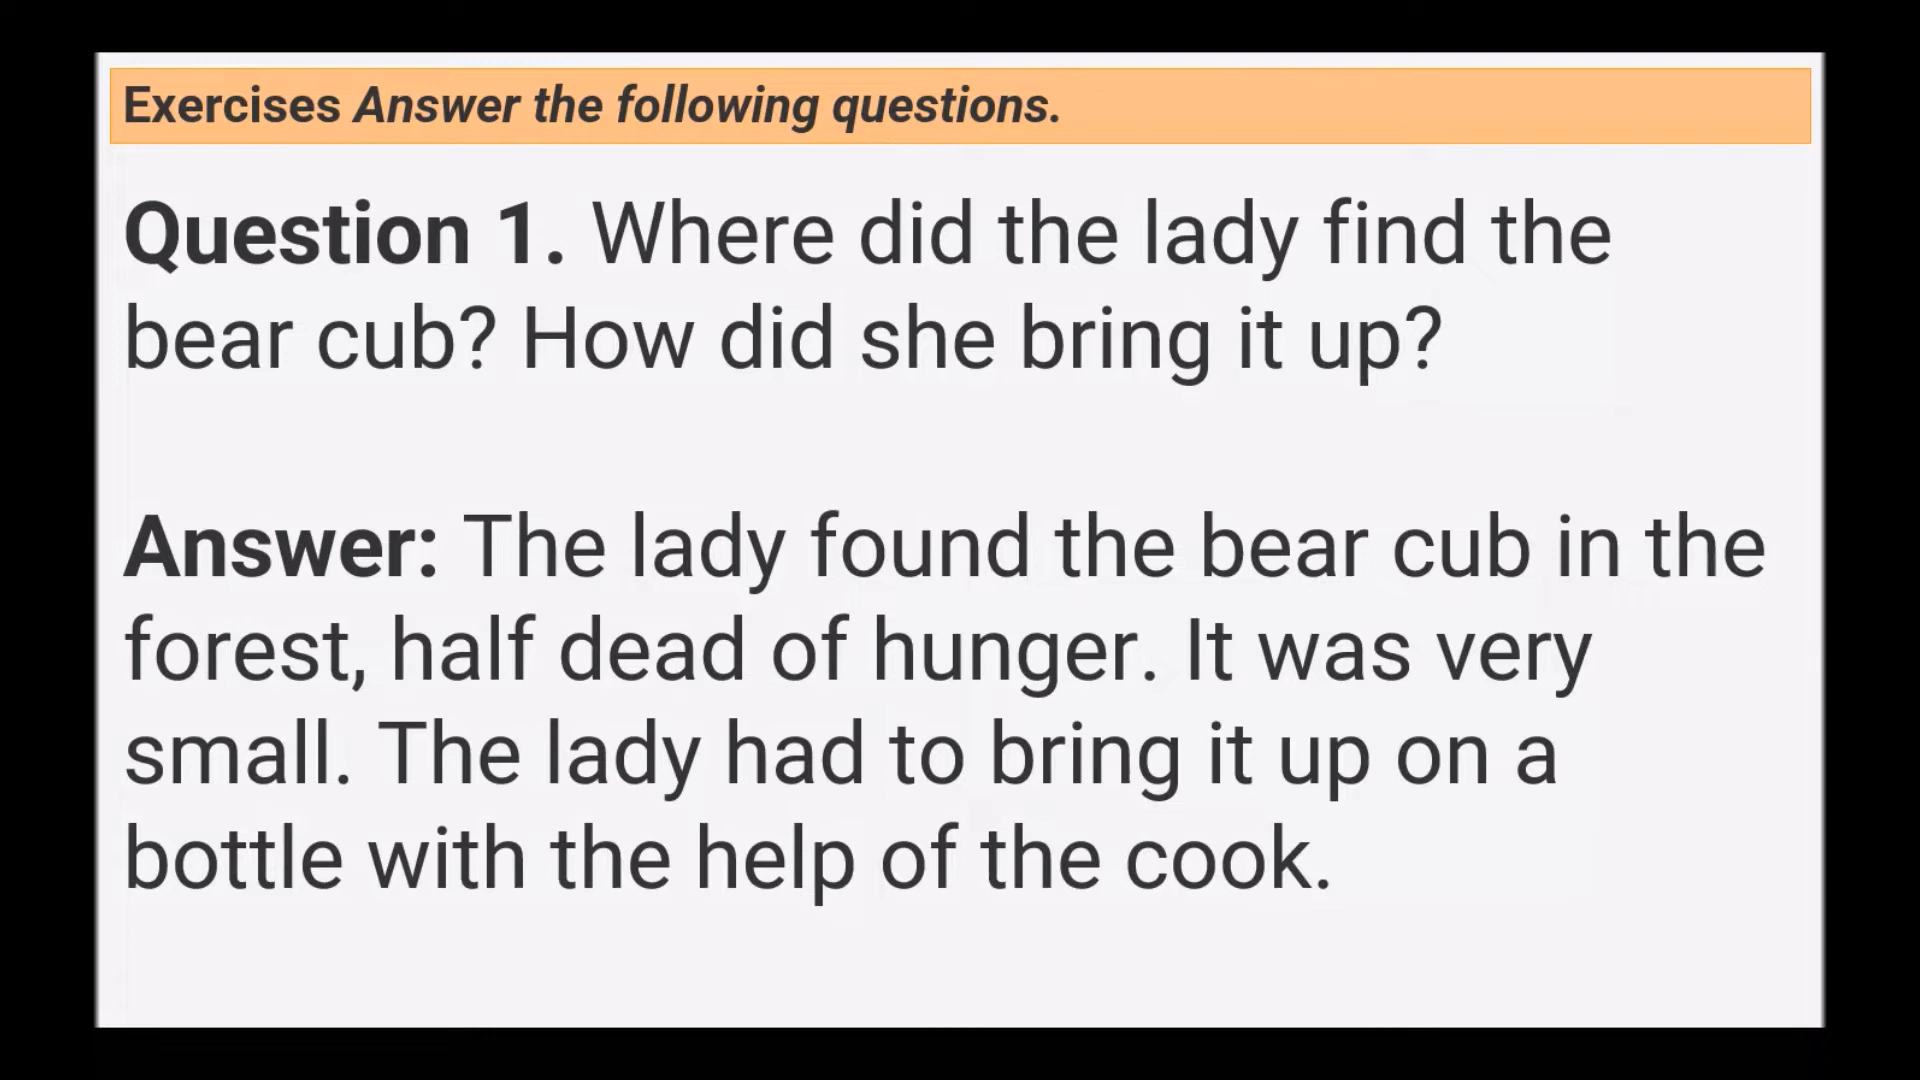 Exercises Answer the following questions.
Question 1. Where did the lady find the
bear cub? How did she bring it up?
Answer: The lady found the bear cub in the
forest, half dead of hunger. It was very
small. The lady had to bring it up on a
bottle with the help of the cook.